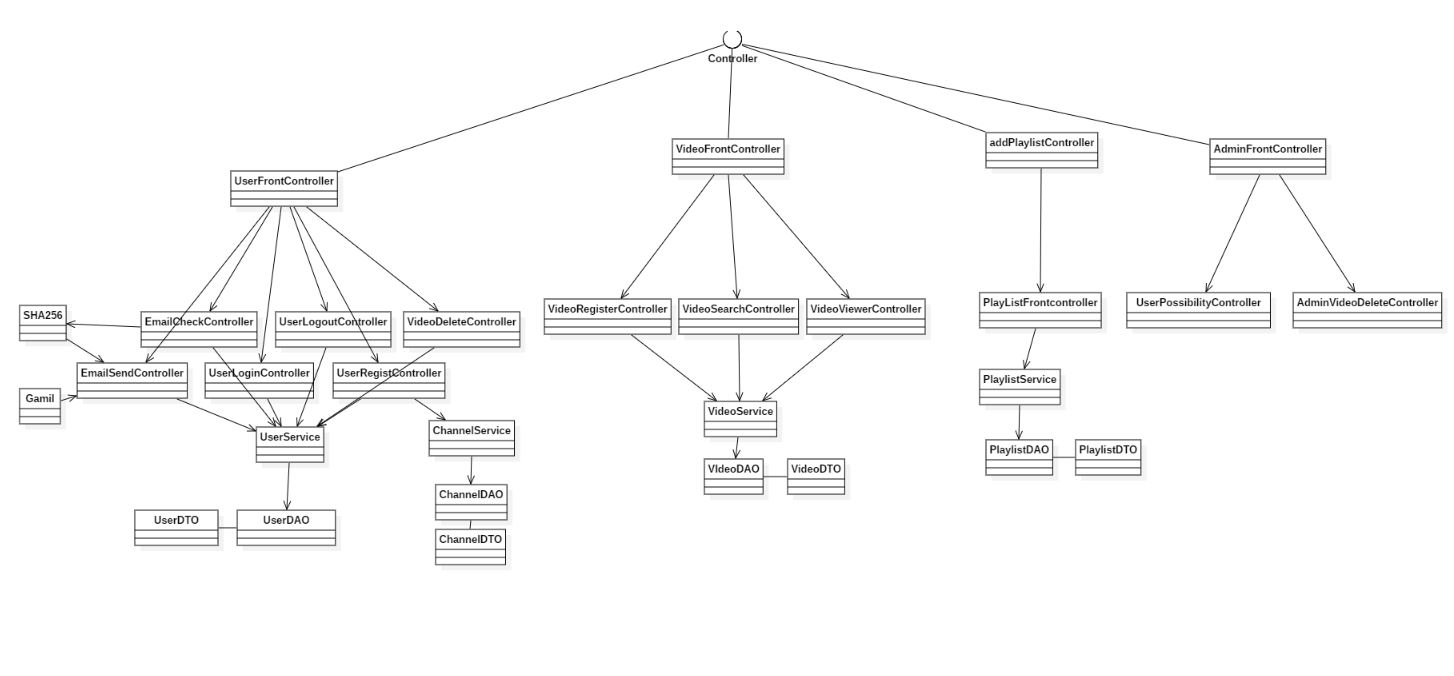 Controller
addPlaylistController
VideoFrontController
AdminFrontController
UserFrontController
PlayListFrontcontroller
UserPossibilityController
AdminVideoDeleteController
VideoRegisterController
VideoSearchController
VideoViewerController
SHA256
EmailCheckController
UserLogoutController
VideoDeleteController
EmailSendController
UserLoginController
UserRegistController
PlaylistService
Gamil
VideoService
ChannelService
UserService
PlaylistDAO
PlaylistDTO
VIdeoDAO
VideoDTO
ChannelDAO
UserDTO
UserDAO
ChannelDTO